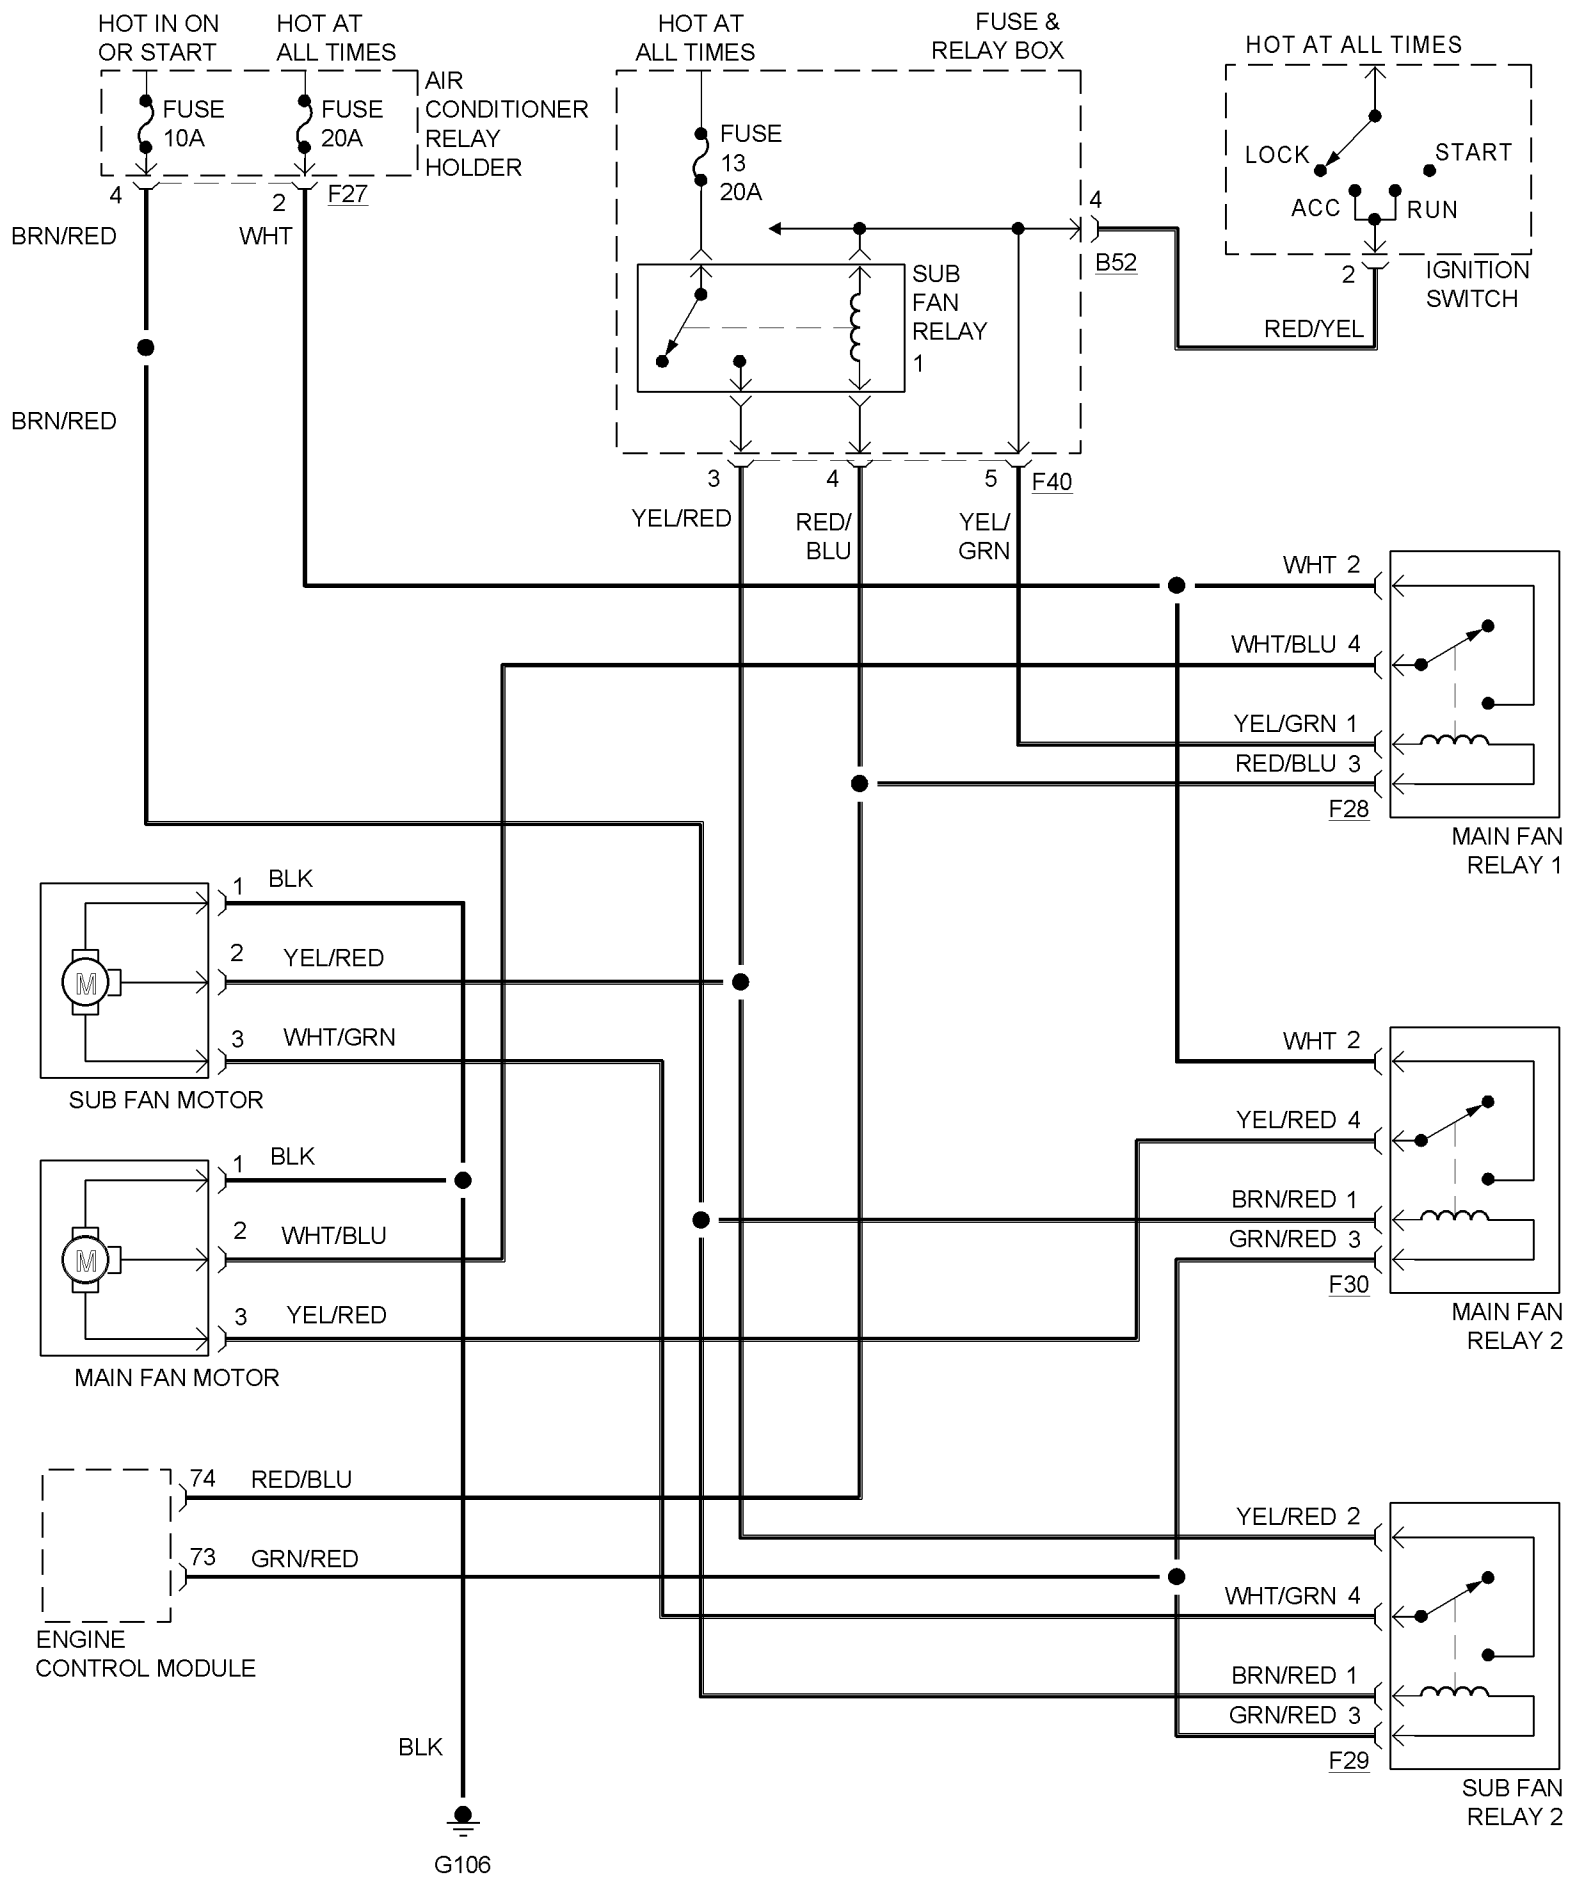 HOT IN ON
OR START
HOT AT
ALL TIMES
AIR
CONDITIONER
RELAY
HOLDER
FUSE
10A
FUSE
20A
4
2
F27
BRN/RED
WHT
BRN/RED
HOT AT
ALL TIMES
FUSE &
RELAY BOX
FUSE
13
20A
SUB
FAN
RELAY
1
4
B52
3
4
5
F40
YEL/RED
RED/
BLU
YEL/
GRN
HOT AT ALL TIMES
LOCK
START
ACC
RUN
2
IGNITION
SWITCH
RED/YEL
WHT 2
WHT/BLU 4
YEL/GRN 1
RED/BLU 3
F28
MAIN FAN
RELAY 1
1 BLK
2 YEL/RED
3 WHT/GRN
M
SUB FAN MOTOR
1 BLK
2 WHT/BLU
3 YEL/RED
M
MAIN FAN MOTOR
WHT 2
YEL/RED 4
BRN/RED 1
GRN/RED 3
F30
MAIN FAN
RELAY 2
74 RED/BLU
73 GRN/RED
ENGINE
CONTROL MODULE
YEL/RED 2
WHT/GRN 4
BRN/RED 1
GRN/RED 3
F29
SUB FAN
RELAY 2
BLK
G106